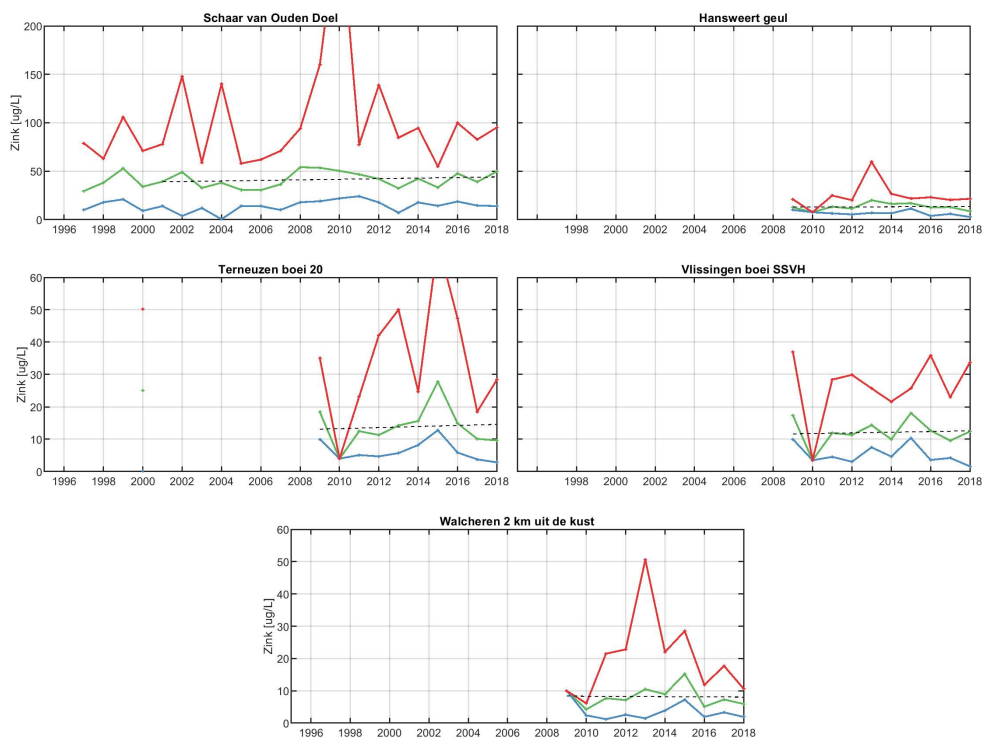 Schaar van Ouden Doel
Hansweert geul
200
150
100
50
0
Zink [ug/L]
1996 1998 2000 2002 2004 2006 2008 2010 2012 2014 2016 2018
1998 2000 2002 2004 2006 2008 2010 2012 2014 2016 2018
Terneuzen boei 20
Vlissingen boei SSVH
60
50
40
30
20
10
0
Zink [ug/L]
1996 1998 2000 2002 2004 2006 2008 2010 2012 2014 2016 2018
1998 2000 2002 2004 2006 2008 2010 2012 2014 2016 2018
Walcheren 2 km uit de kust
60
50
40
30
20
10
0
Zink [ug/L]
1996 1998 2000 2002 2004 2006 2008 2010 2012 2014 2016 2018